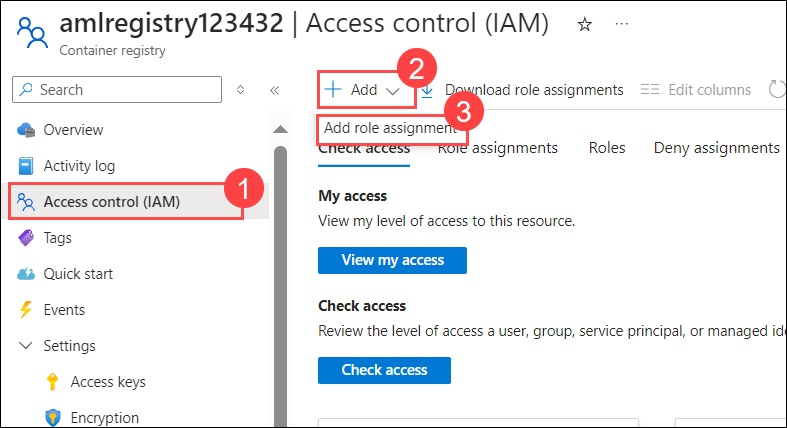 amlregistry123432 | Access control (IAM)
Container registry
Search
Add
Download role assignments
Edit columns
Add role assignment
Check access
Role assignments
Roles
Deny assignments
1
2
3
Overview
Activity log
Access control (IAM)
Tags
Quick start
Events
Settings
Access keys
Encryption
My access
View my level of access to this resource.
View my access
Check access
Review the level of access a user, group, service principal, or managed ide
Check access